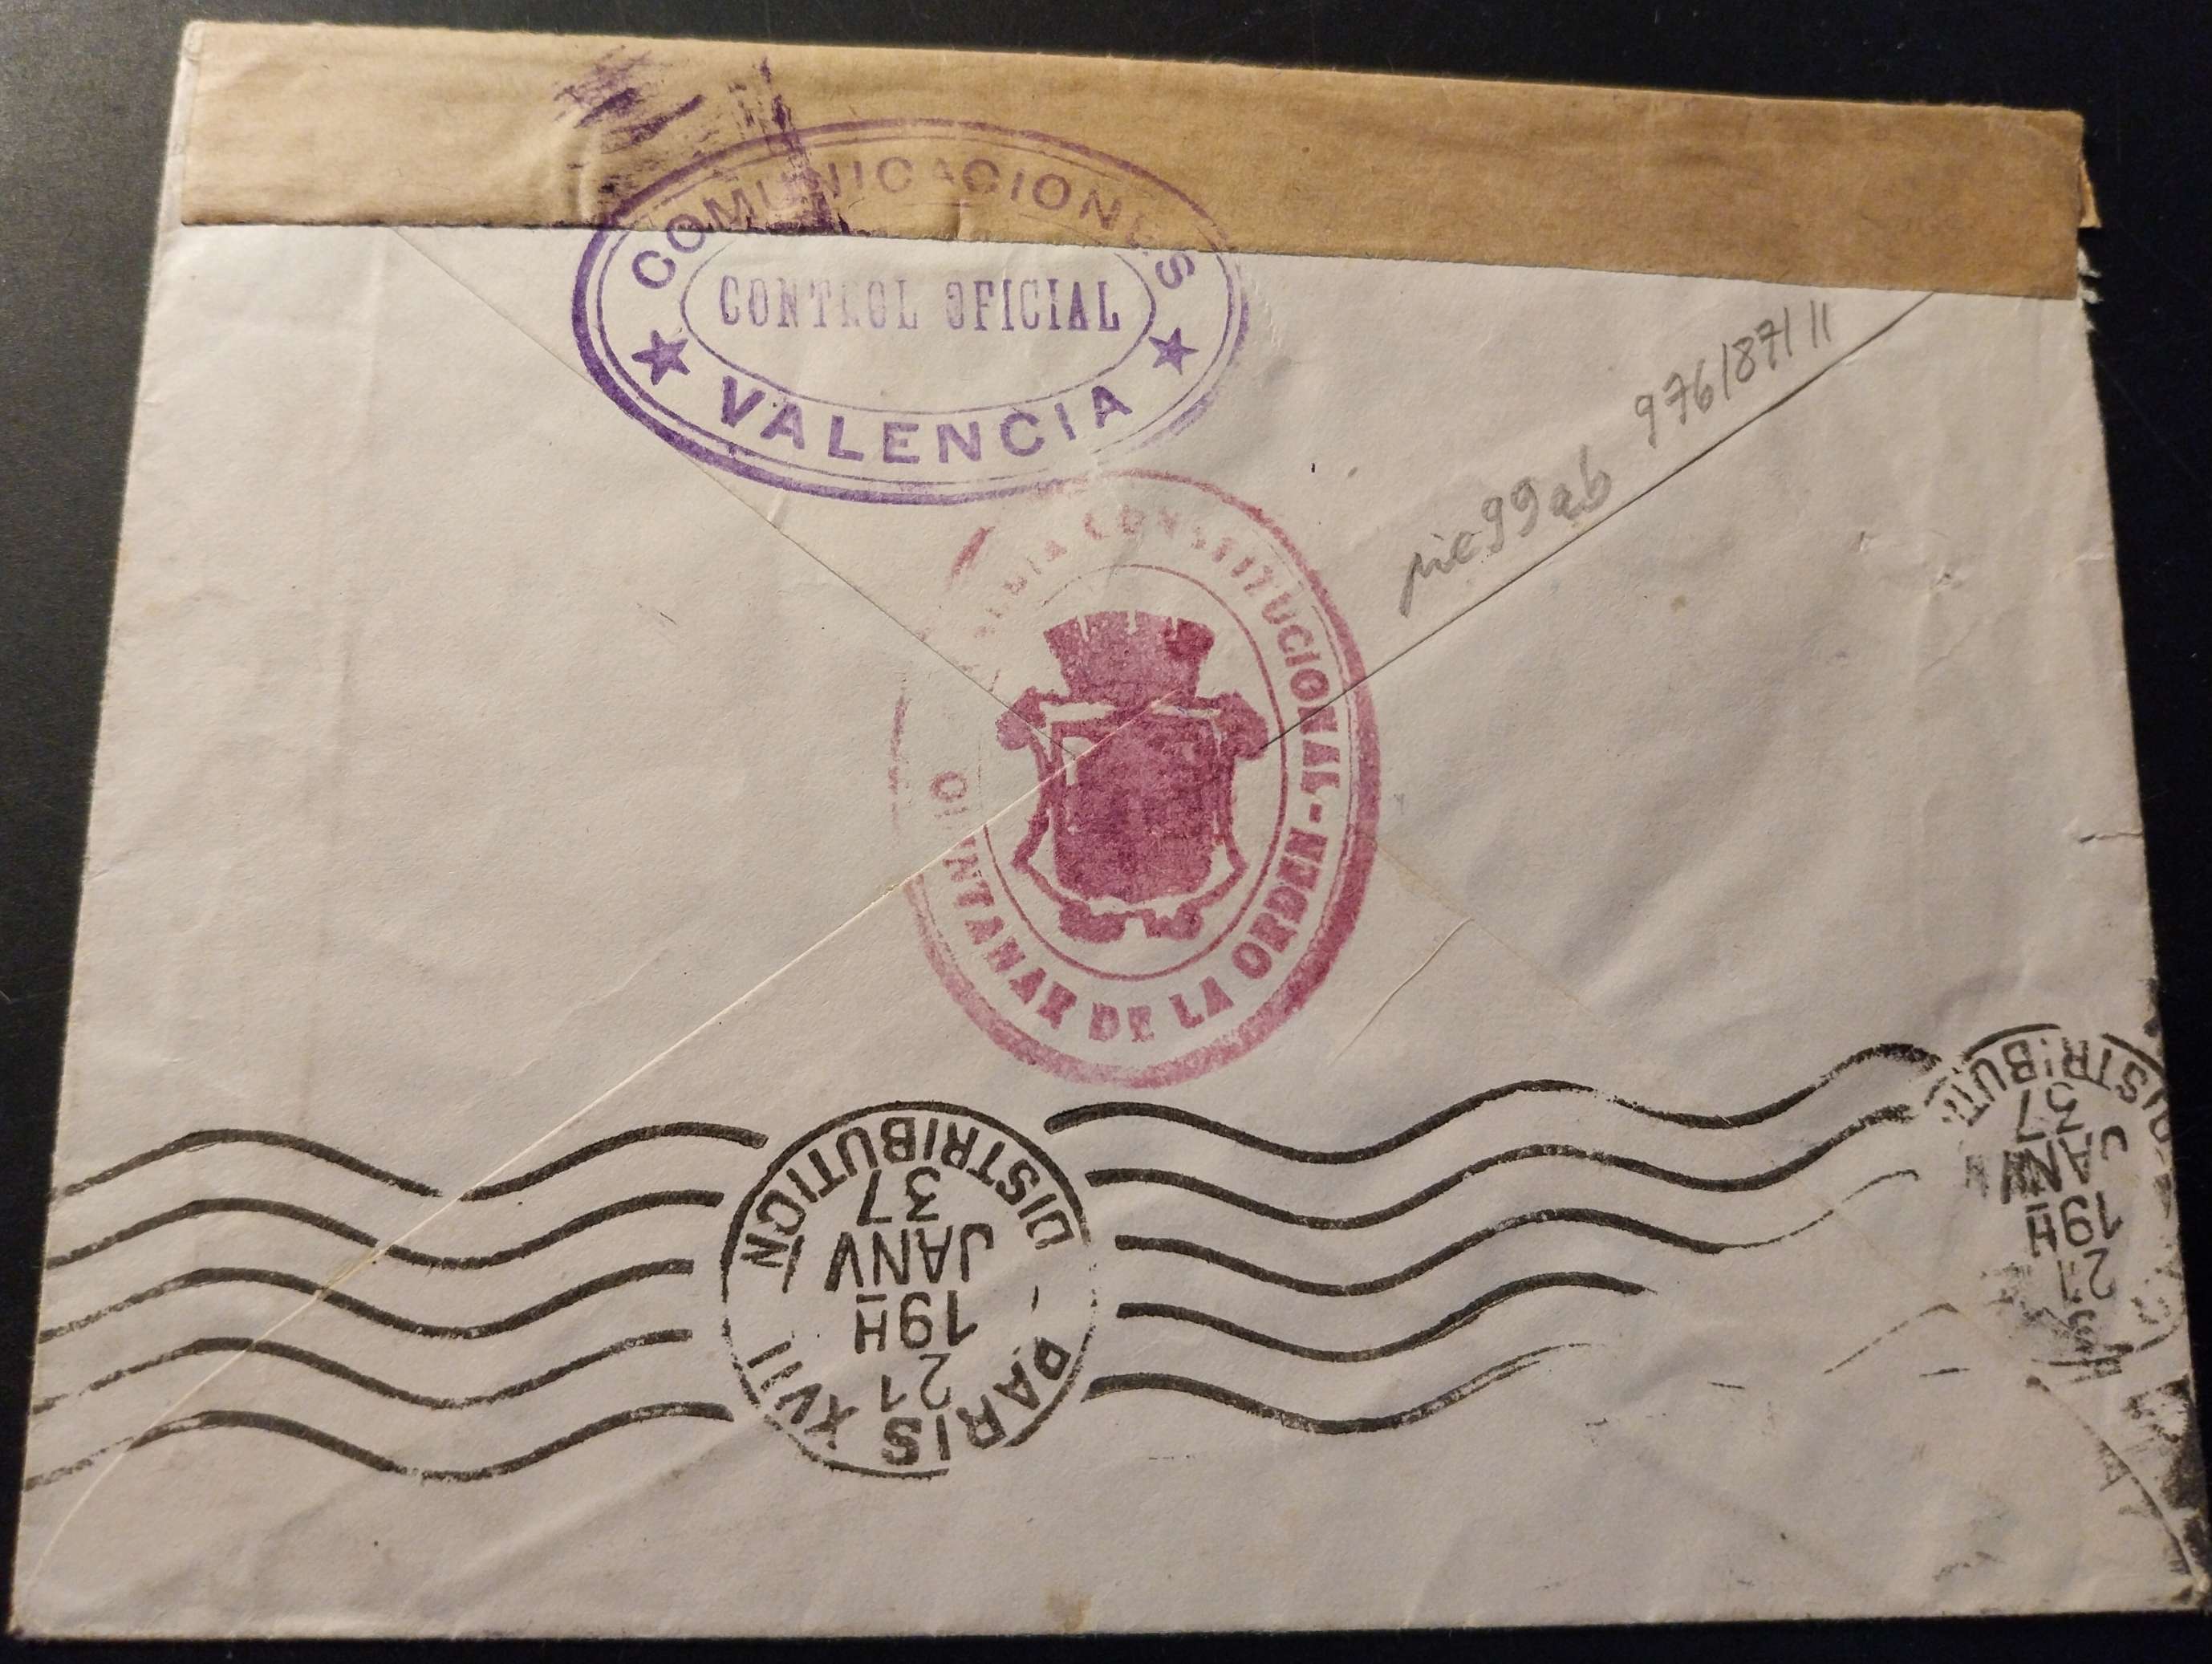 COMUNICACIONES
CONTROL OFICIAL
★ VALENCIA ★
976/87/11
CONSTITUCIONAL
QUINTANAR DE LA ORDEN -
DISTRIBUTION
PARIS XVII
21
19H
JANV
37
DISTRIBUTI
21
19H
JANV
37